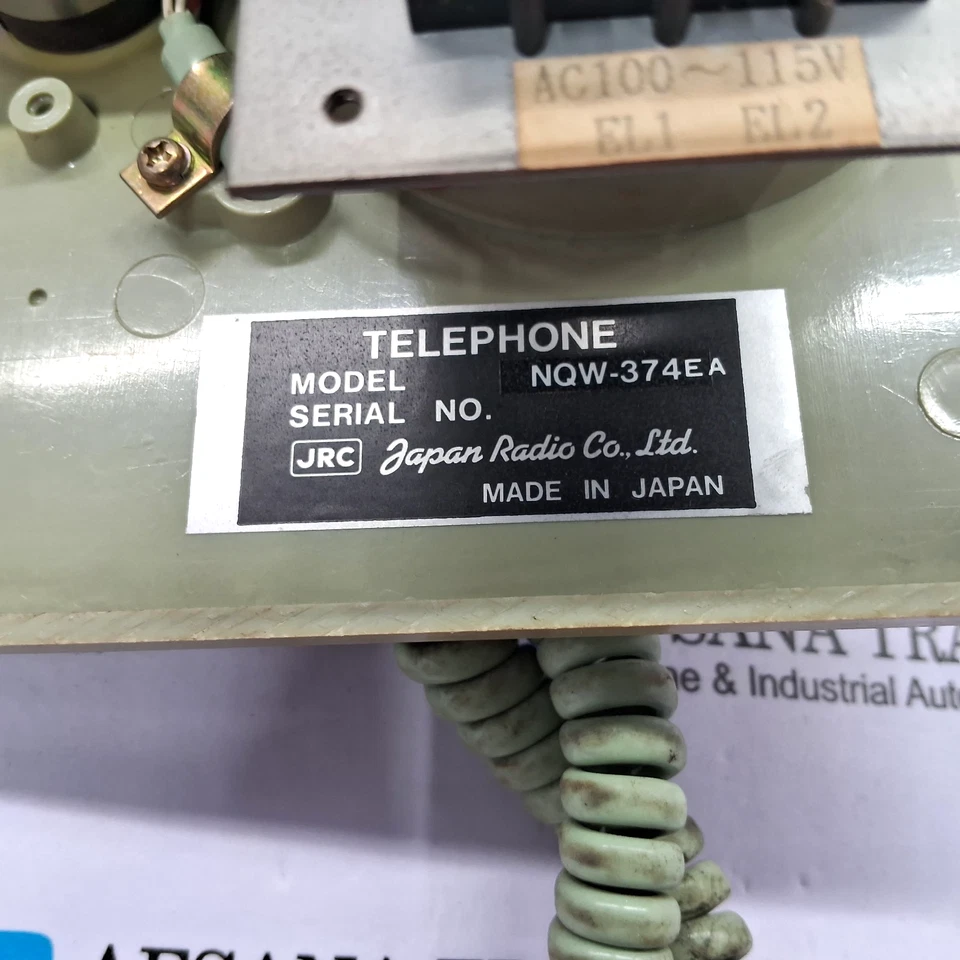 AC100～115V
EL1 EL2
TELEPHONE
MODEL NQW-374EA
SERIAL NO.
JRC Japan Radio Co., Ltd.
MADE IN JAPAN
& Industrial